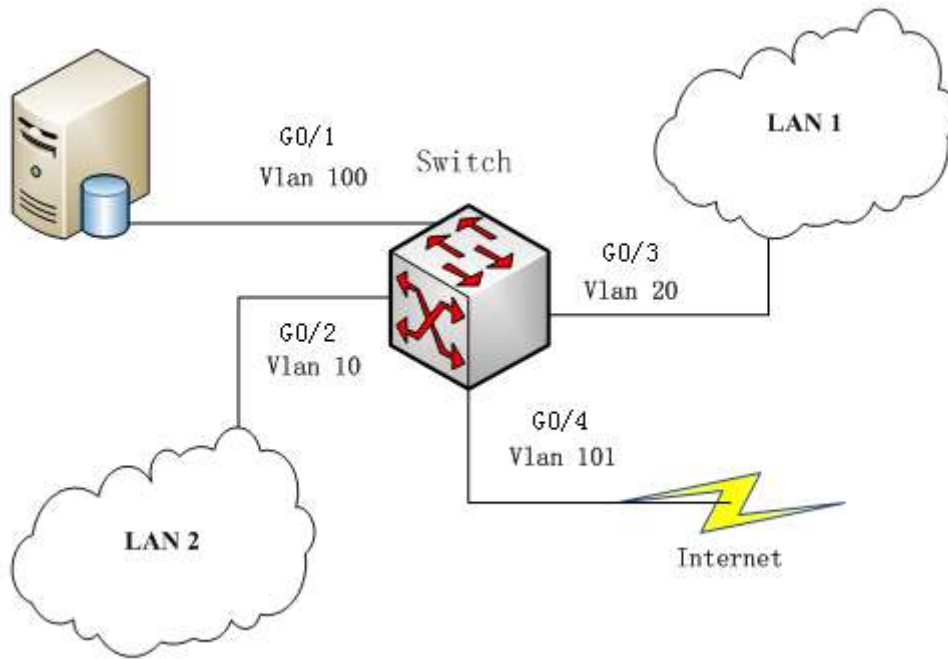 G0/1
Vlan 100
Switch
LAN 1
G0/3
Vlan 20
G0/2
Vlan 10
G0/4
Vlan 101
LAN 2
Internet